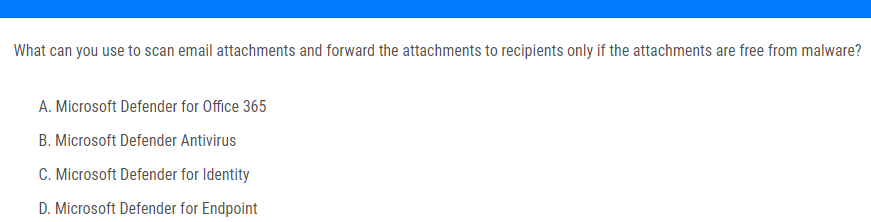 What can you use to scan email attachments and forward the attachments to recipients only if the attachments are free from malware?
A. Microsoft Defender for Office 365
B. Microsoft Defender Antivirus
C. Microsoft Defender for Identity
D. Microsoft Defender for Endpoint